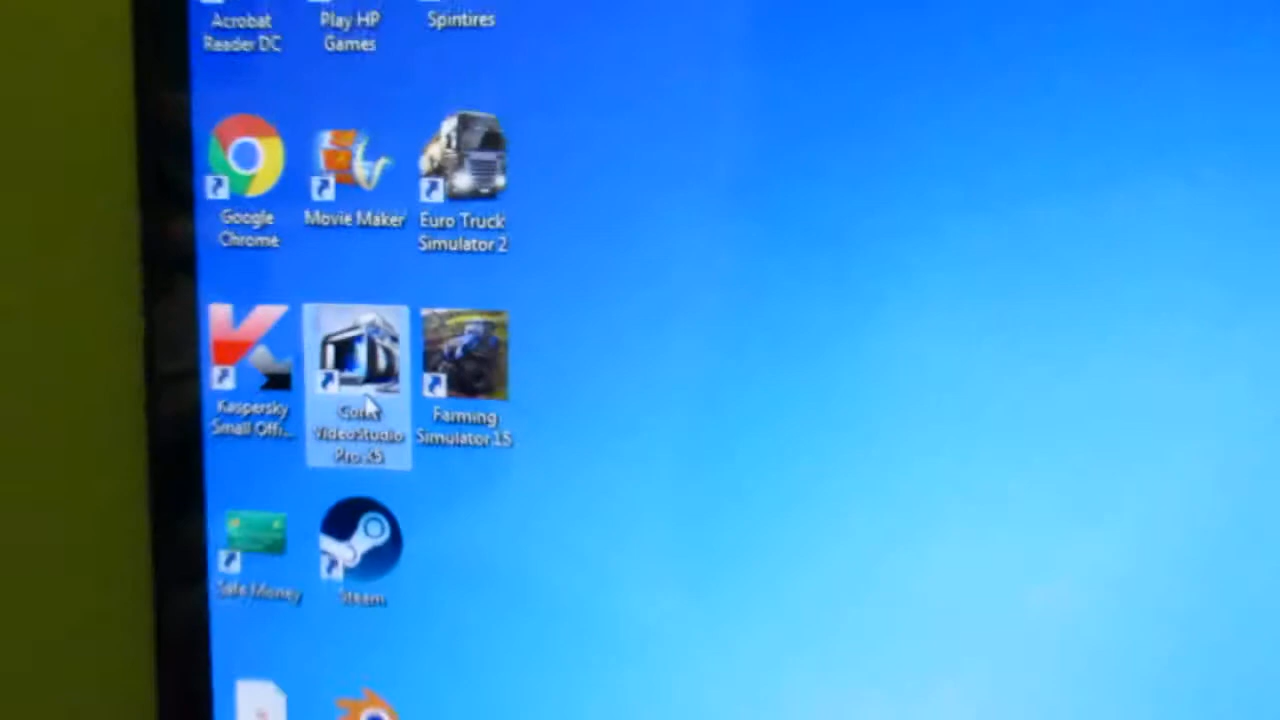 Acrobat
Reader DC
Play HP
Games
Spintires
Google
Chrome
Movie Maker
Euro Truck
Simulator 2
Kaspersky
Small Offi...
Corel
VideoStudio
Pro X5
Farming
Simulator 15
Safe Money
Steam